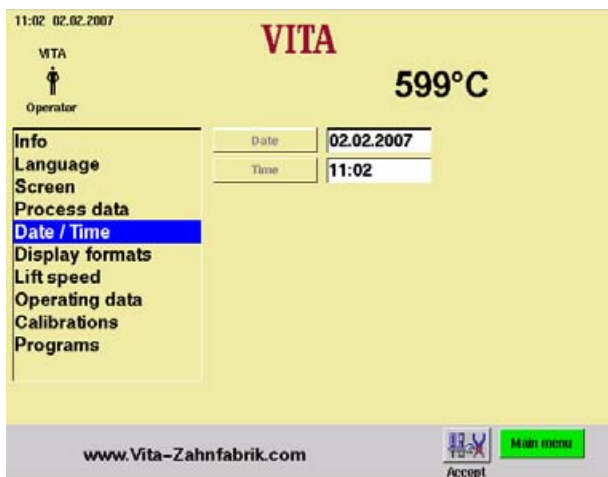 11:02 02.02.2007
VITA
VITA
599°C
Operator
Info
Language
Screen
Process data
Date / Time
Display formats
Lift speed
Operating data
Calibrations
Programs
Date 02.02.2007
Time 11:02
www.Vita-Zahnfabrik.com
Accept
Main menu